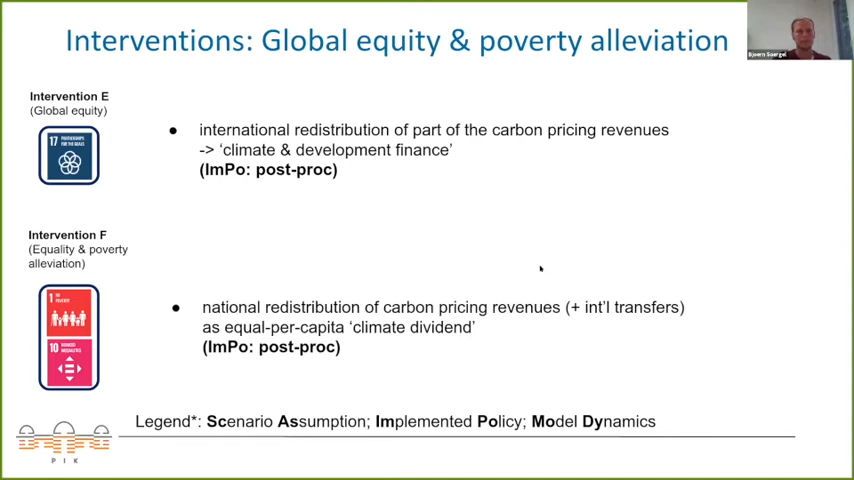 Interventions: Global equity & poverty alleviation
Bjoern Soergel
Intervention E
(Global equity)
17 PARTNERSHIPS
FOR THE GOALS
● international redistribution of part of the carbon pricing revenues
-> ‘climate & development finance’
(ImPo: post-proc)
Intervention F
(Equality & poverty
alleviation)
1 NO
POVERTY
10 REDUCED
INEQUALITIES
● national redistribution of carbon pricing revenues (+ int’l transfers)
as equal-per-capita ‘climate dividend’
(ImPo: post-proc)
Legend*: Scenario Assumption; Implemented Policy; Model Dynamics
P I K